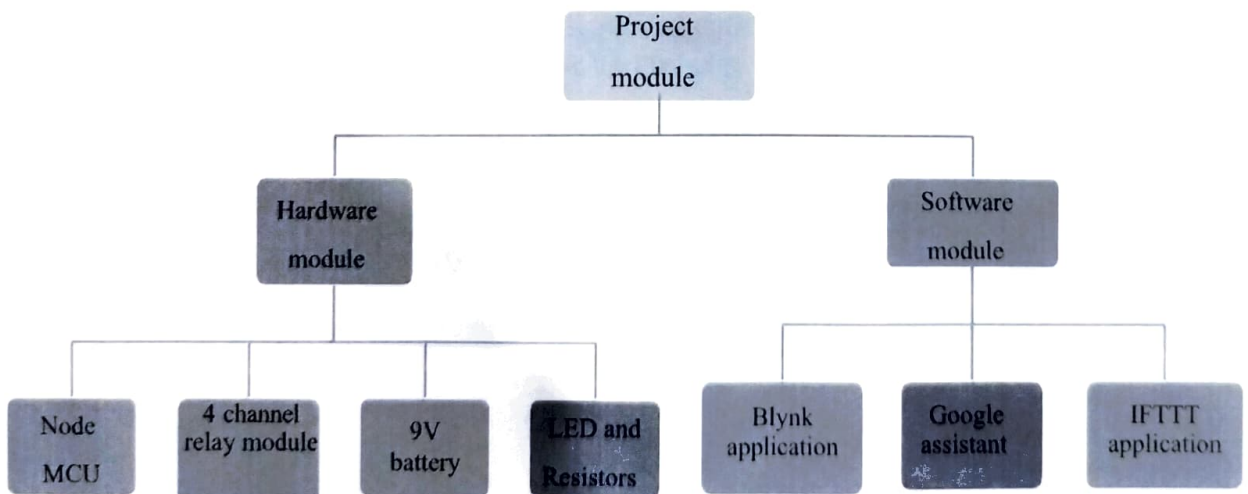 Project
module
Hardware
module
Software
module
Node
MCU
4 channel
relay module
9V
battery
LED and
Resistors
Blynk
application
Google
assistant
IFTTT
application